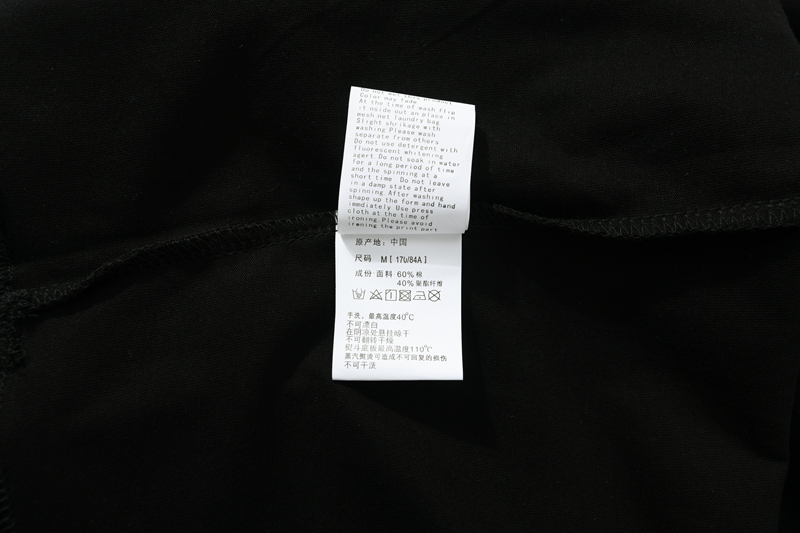 Color may fade
At the time of wash flip
it inside out an place in
mesh net laundry bag
Slight shrikage with
washing Please wash
separate from others
Do not use detergent with
fluorescent whitening
agert. Do not soak in water
for a long period of time
and the spinning at a
short time. Do not leave
in a damp state after
spinning. After washing
shape up the form and hand
immdiately. Use press
cloth at the time of
ironing. Please avoid
ironing the print part
原产地: 中国
尺码 M [ 170/84A ]
成份·面料: 60%棉
40%聚酯纤维
手洗，最高温度40℃
不可漂白
在阴凉处悬挂晾干
不可翻转干燥
熨斗底板最高温度110℃
蒸汽熨烫可造成不可回复的损伤
不可干洗